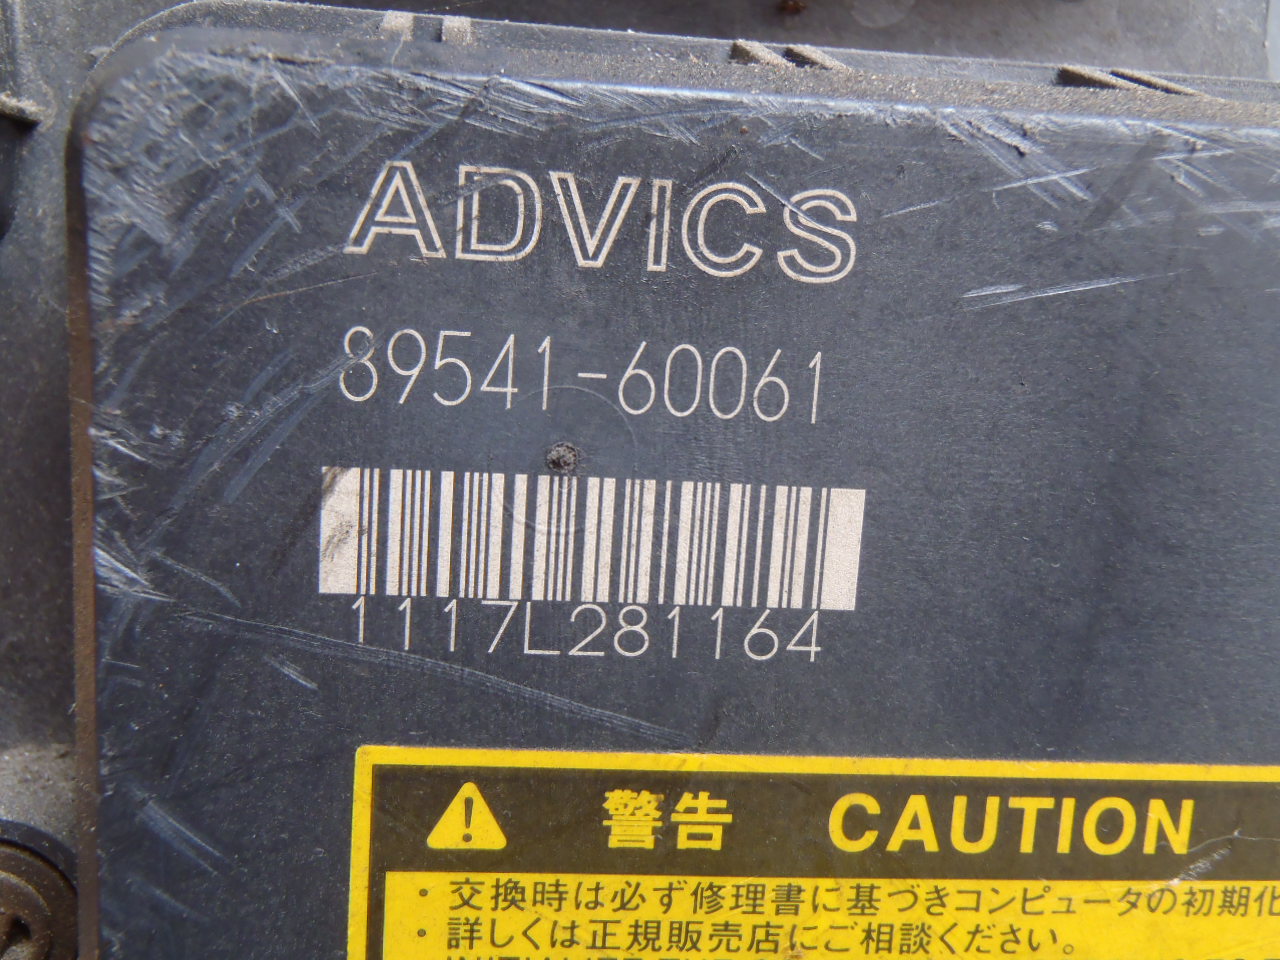 ADVICS
89541-60061
1117L281164
警告 CAUTION
・交換時は必ず修理書に基づきコンピュータの初期化
・詳しくは正規販売店にご相談ください。